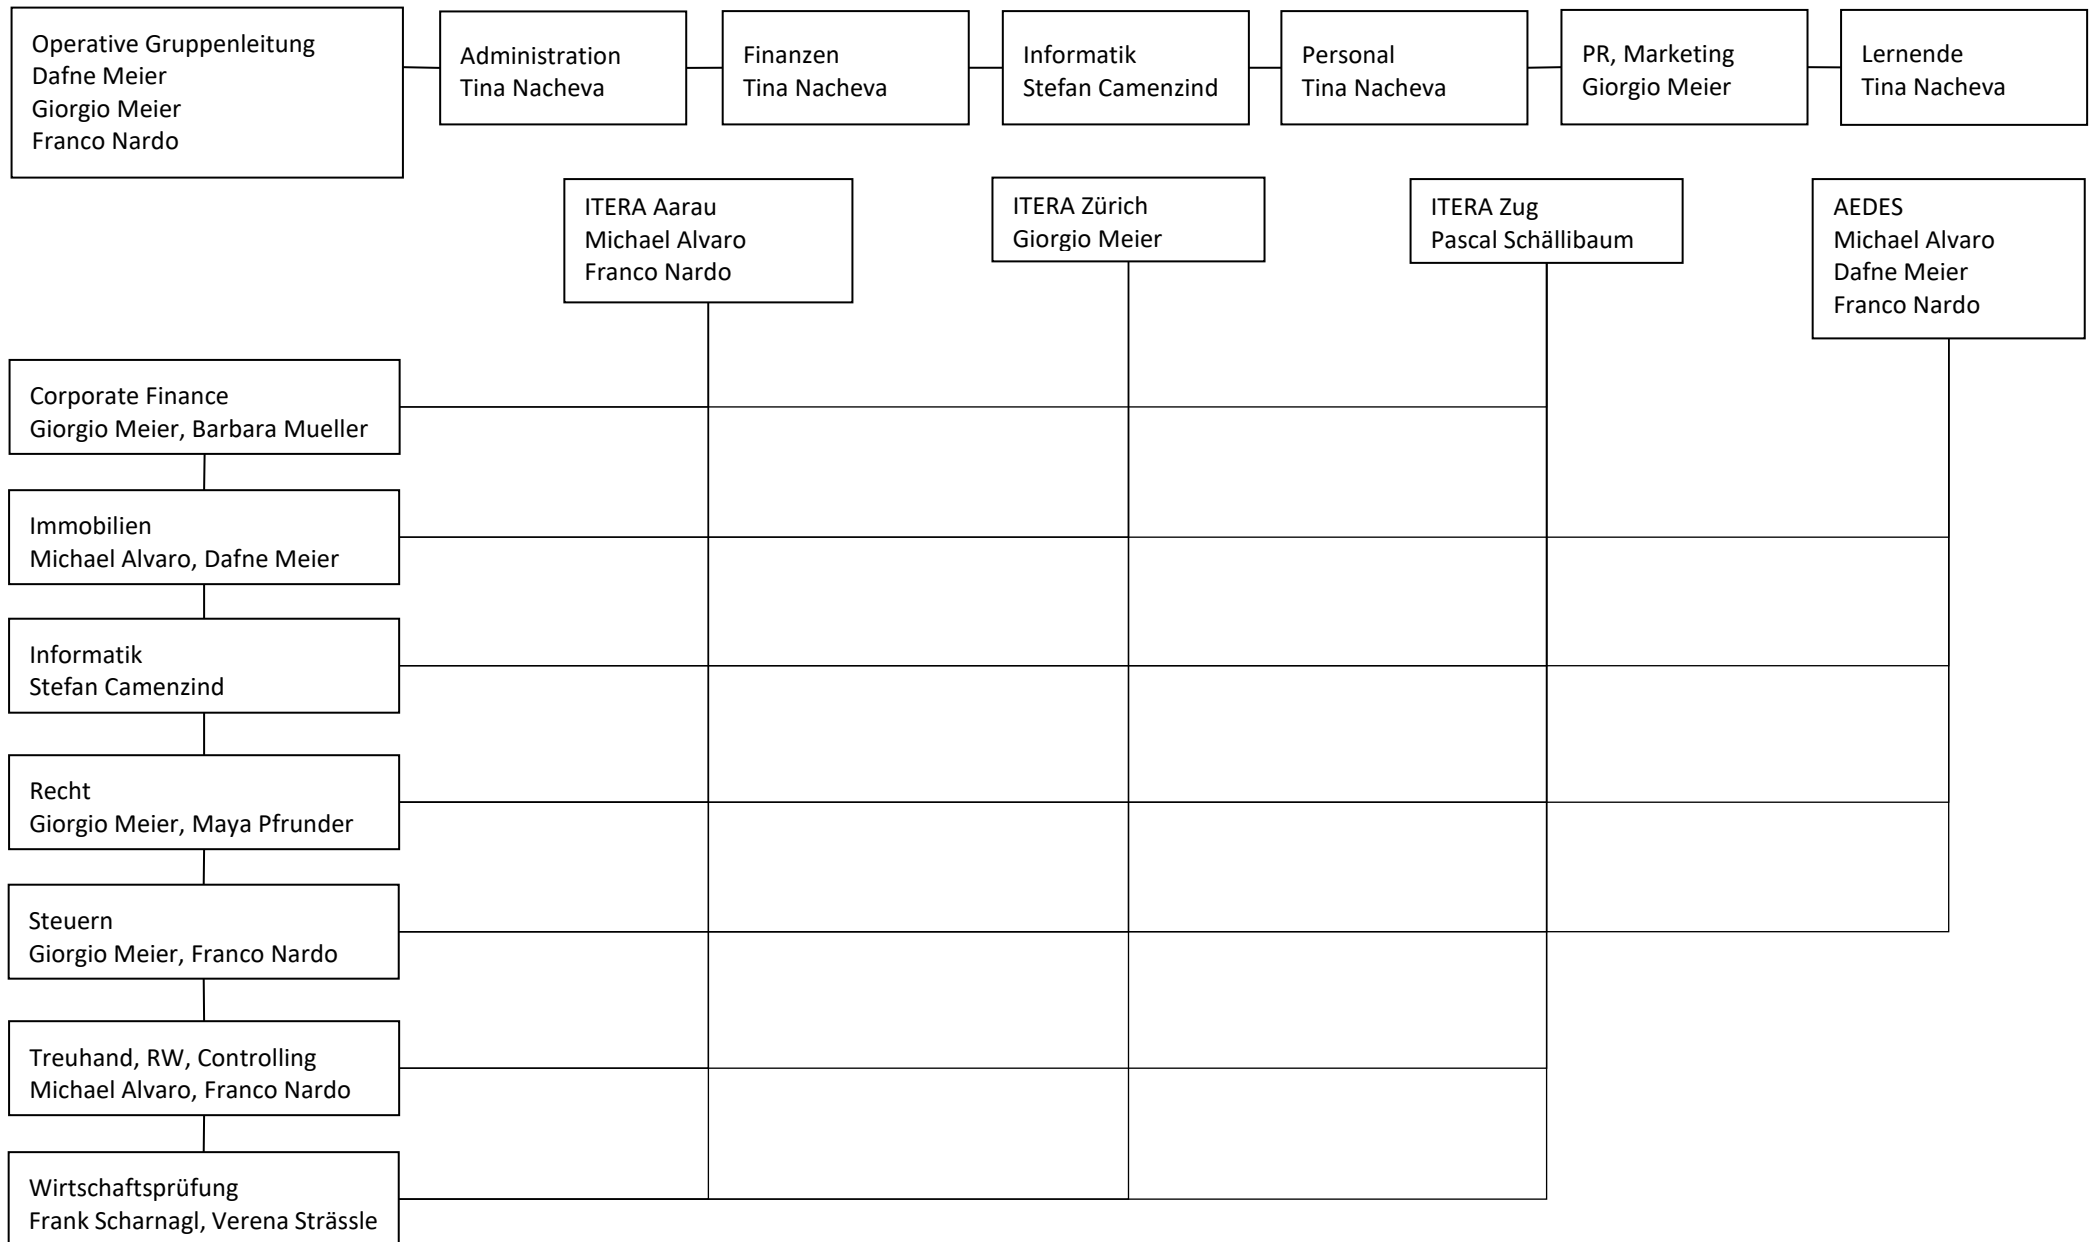 Operative Gruppenleitung
Dafne Meier
Giorgio Meier
Franco Nardo
Administration
Tina Nacheva
Finanzen
Tina Nacheva
Informatik
Stefan Camenzind
Personal
Tina Nacheva
PR, Marketing
Giorgio Meier
Lernende
Tina Nacheva
ITERA Aarau
Michael Alvaro
Franco Nardo
ITERA Zürich
Giorgio Meier
ITERA Zug
Pascal Schällibaum
AEDES
Michael Alvaro
Dafne Meier
Franco Nardo
Corporate Finance
Giorgio Meier, Barbara Mueller
Immobilien
Michael Alvaro, Dafne Meier
Informatik
Stefan Camenzind
Recht
Giorgio Meier, Maya Pfrunder
Steuern
Giorgio Meier, Franco Nardo
Treuhand, RW, Controlling
Michael Alvaro, Franco Nardo
Wirtschaftsprüfung
Frank Scharnagl, Verena Strässle